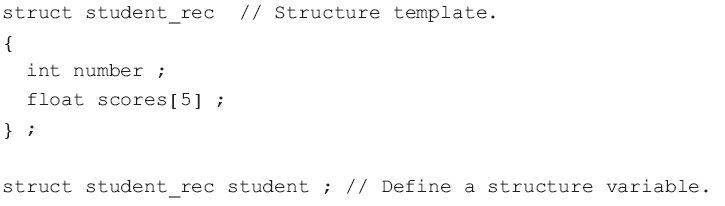 struct student_rec  // Structure template.
{
  int number ;
  float scores[5] ;
} ;

struct student_rec student ; // Define a structure variable.